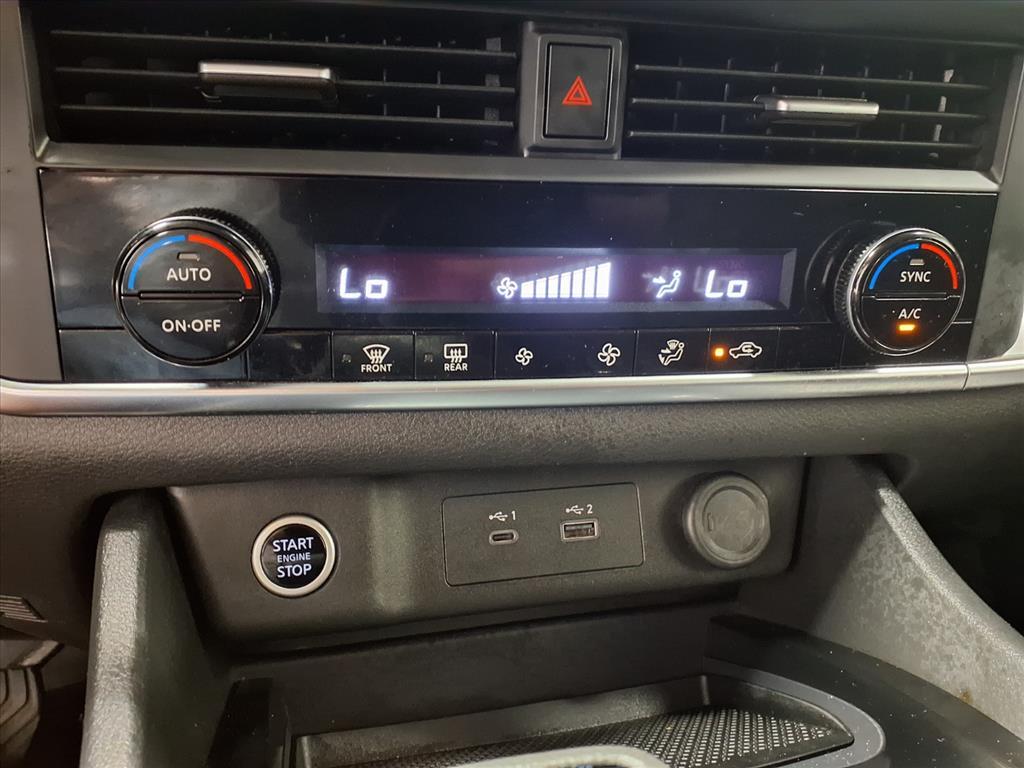 AUTO
ON·OFF
Lo
Lo
SYNC
A/C
FRONT
REAR
START
ENGINE
STOP
1
2